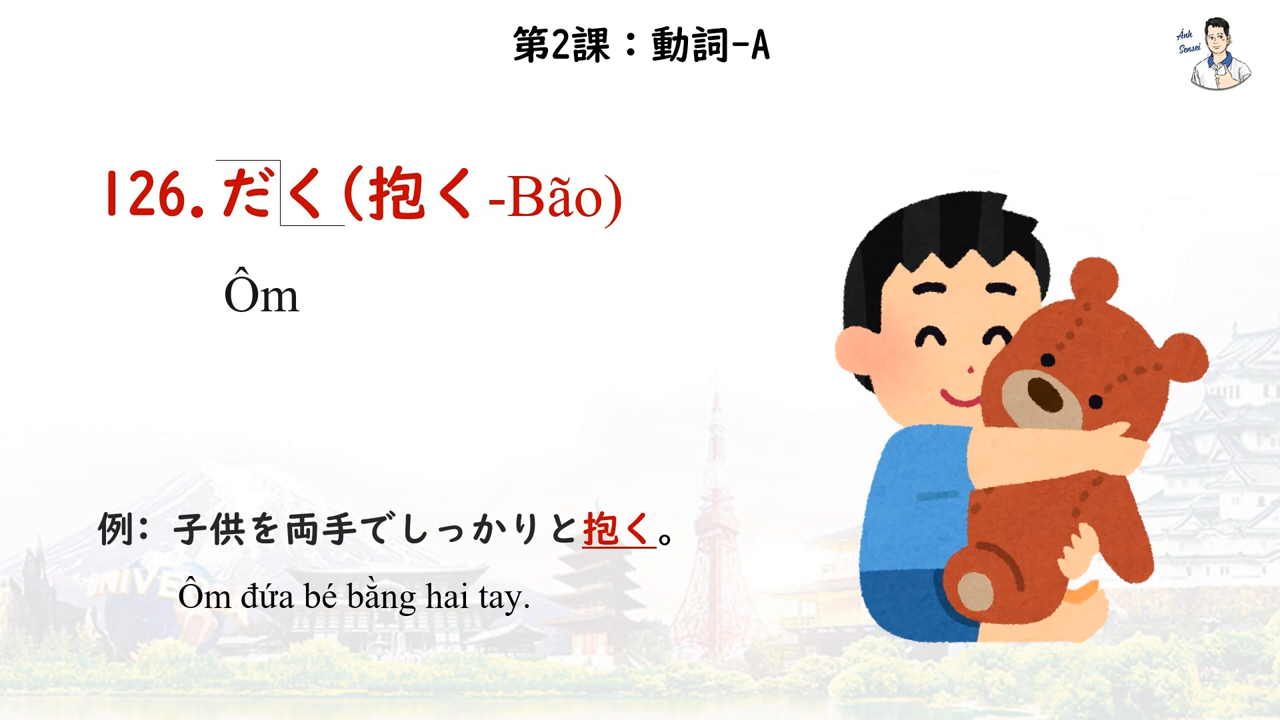 第2課：動詞-A
Ánh
Sensei
126.だく(抱く-Bão)
Ôm
例：子供を両手でしっかりと抱く。
Ôm đứa bé bằng hai tay.